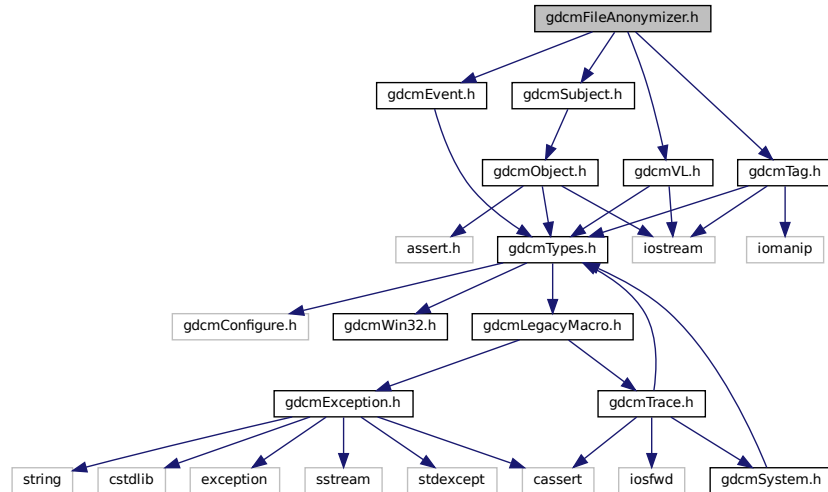 gdcmFileAnonymizer.h
gdcmEvent.h
gdcmSubject.h
gdcmObject.h
gdcmVL.h
gdcmTag.h
assert.h
gdcmTypes.h
iostream
iomanip
gdcmConfigure.h
gdcmWin32.h
gdcmLegacyMacro.h
gdcmException.h
gdcmTrace.h
string
cstdlib
exception
sstream
stdexcept
cassert
iosfwd
gdcmSystem.h